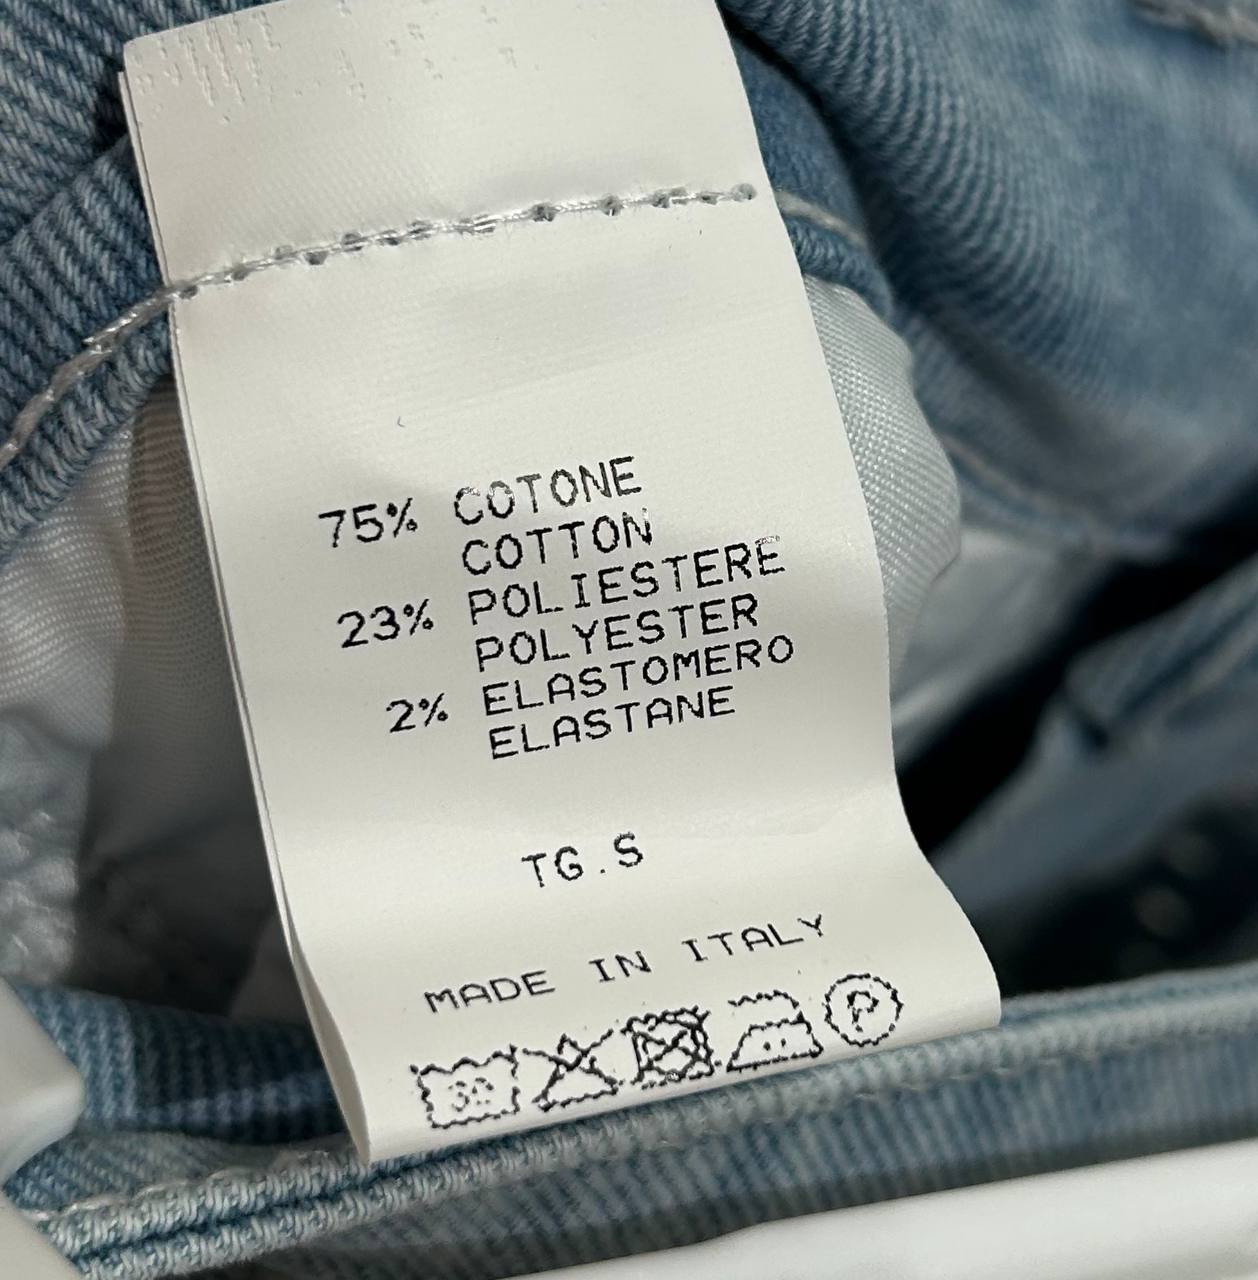 75% COTONE
COTTON
23% POLIESTERE
POLYESTER
2% ELASTOMERO
ELASTANE
TG.S
MADE IN ITALY
30 P